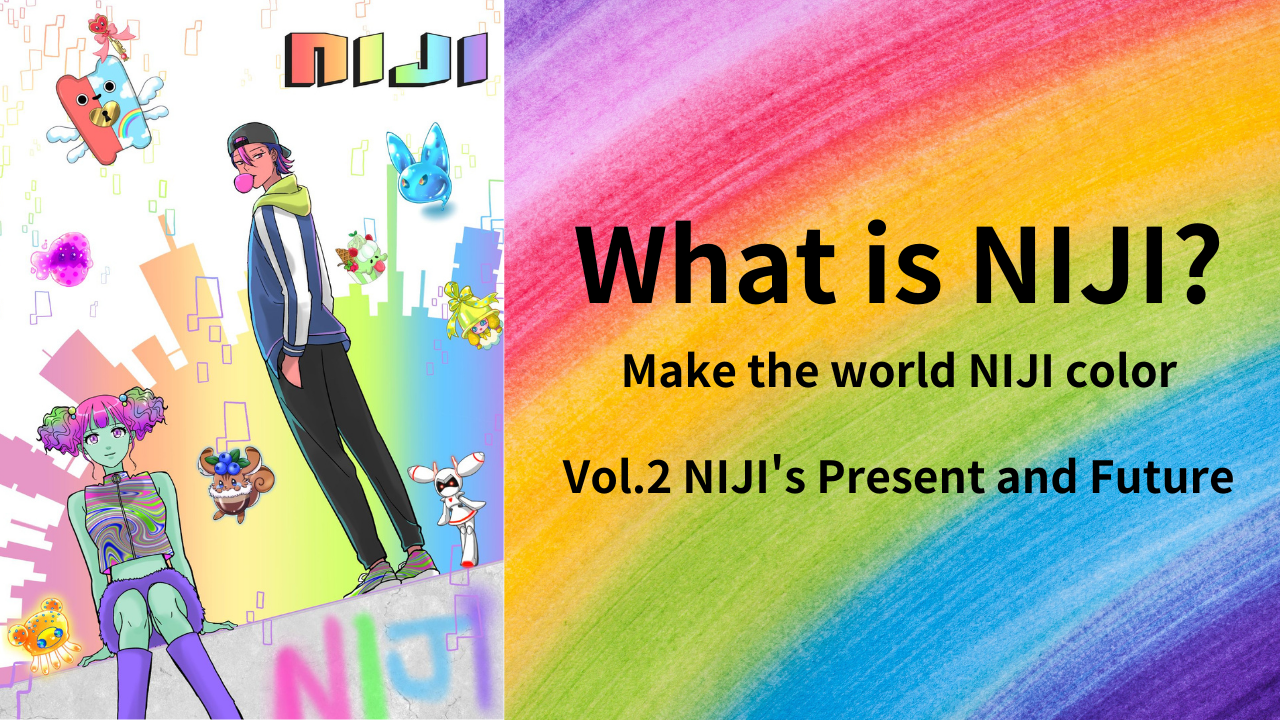 NIJI
NIJI
What is NIJI?
Make the world NIJI color
Vol.2 NIJI's Present and Future